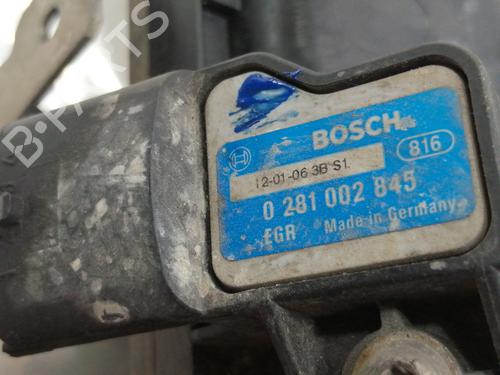 B-PARTS
BOSCH
816
12-01-06 3B S1.
0 281 002 845
EGR Made in Germany